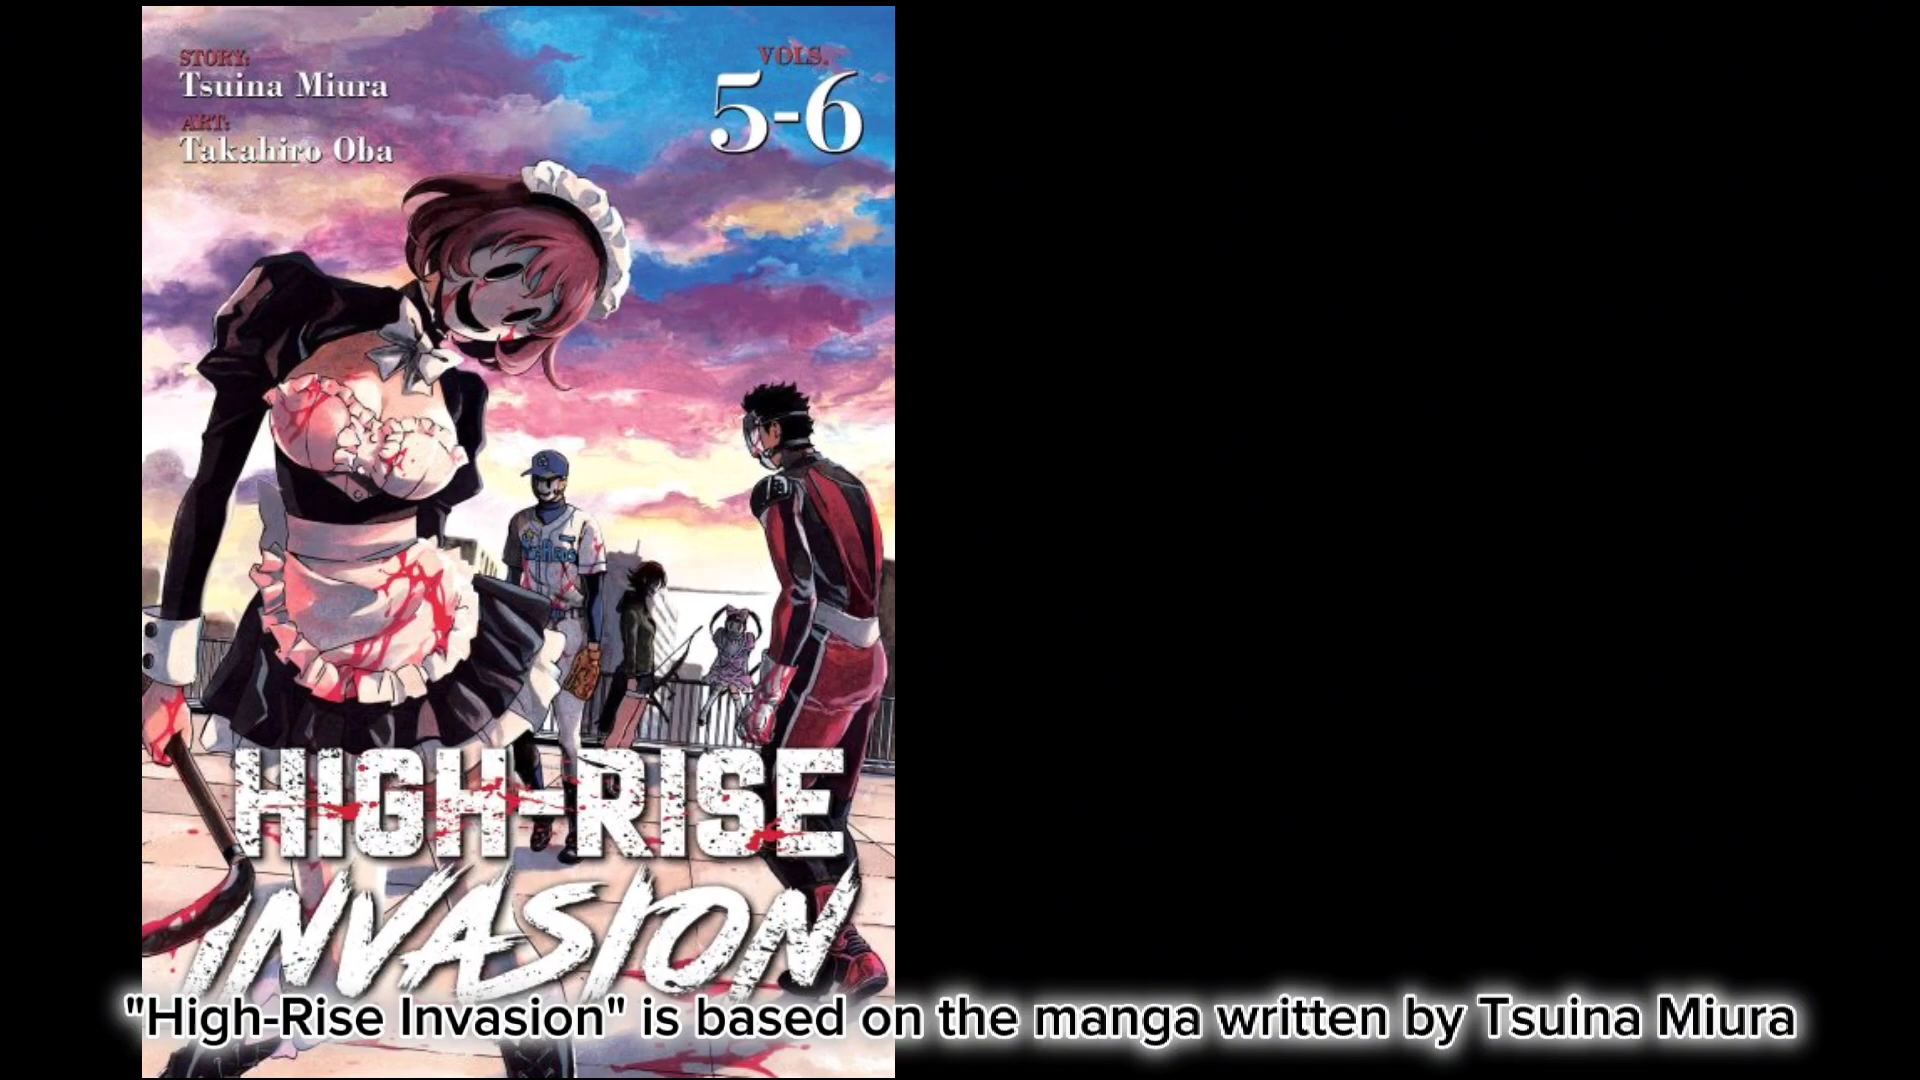 STORY:
Tsuina Miura
ART:
Takahiro Oba
VOLS.
5-6
HIGH-RISE
INVASION
"High-Rise Invasion" is based on the manga written by Tsuina Miura